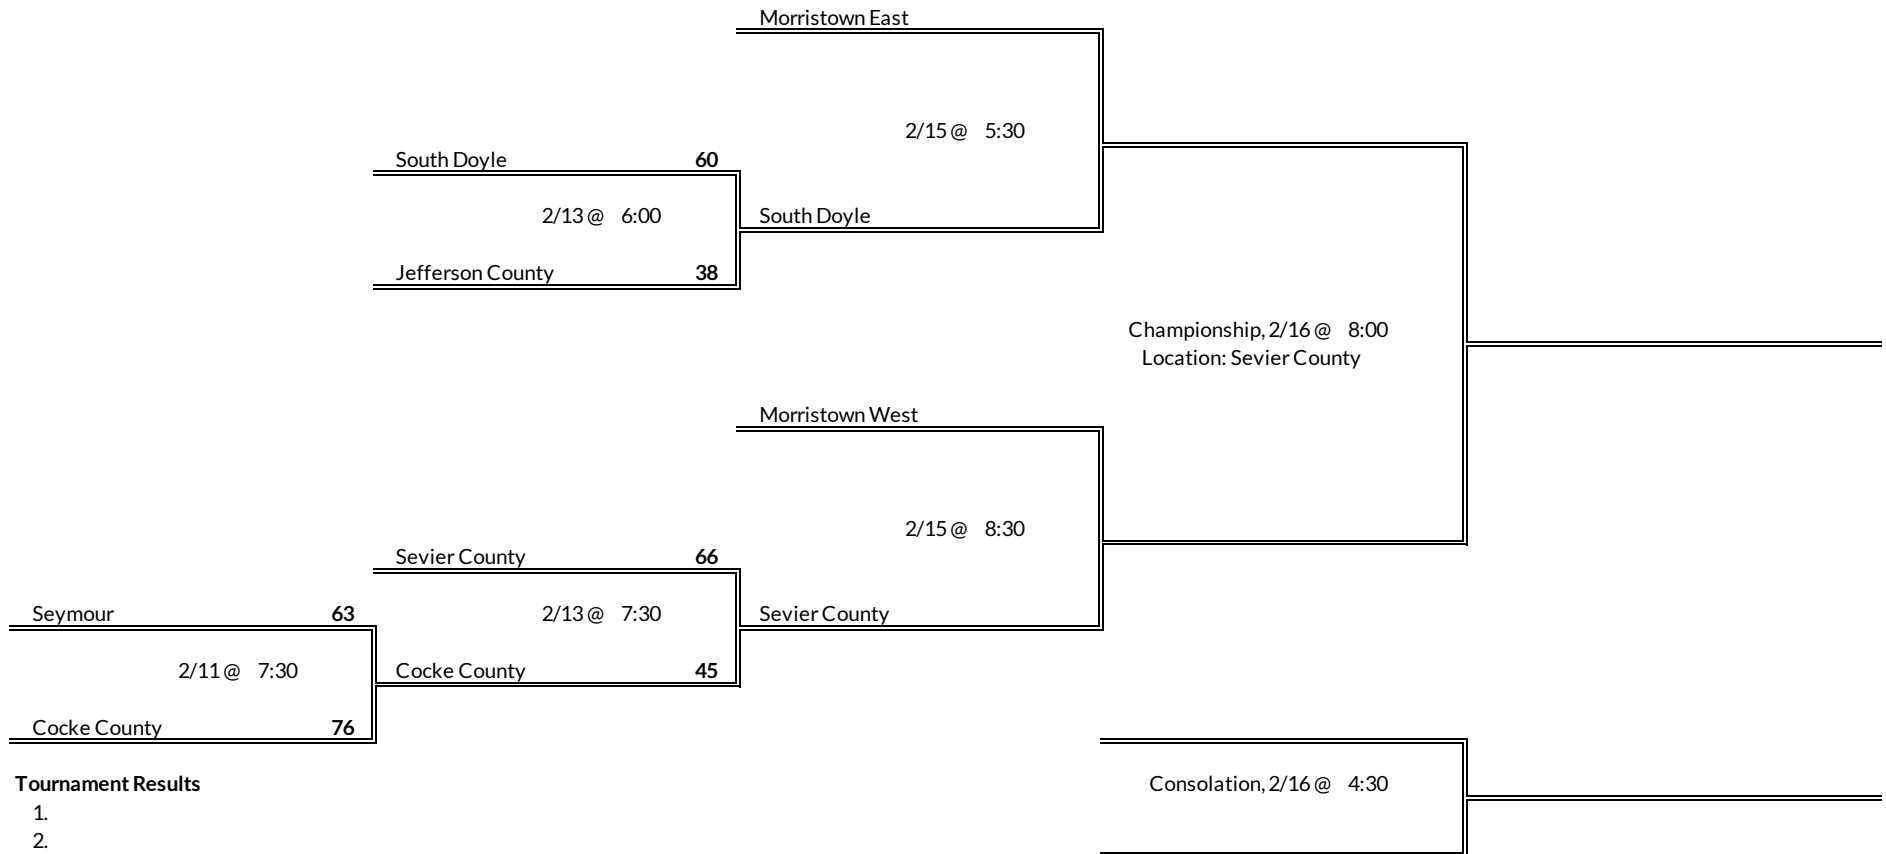 Morristown East
2/15 @ 5:30
South Doyle 60
2/13 @ 6:00 South Doyle
Jefferson County 38
Championship, 2/16 @ 8:00
Location: Sevier County
Morristown West
2/15 @ 8:30
Sevier County 66
Seymour 63 2/13 @ 7:30 Sevier County
2/11 @ 7:30 Cocke County 45
Cocke County 76
Tournament Results Consolation, 2/16 @ 4:30
1.
2.